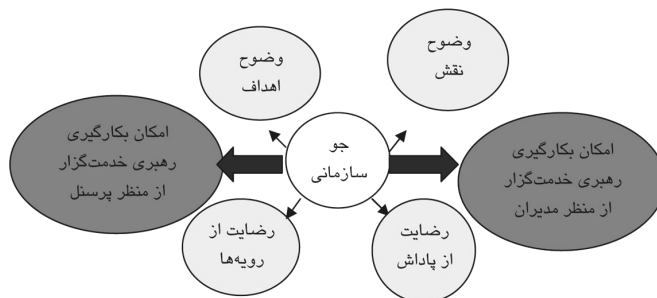 وضوح
نقش
وضوح
اهداف
امکان بکارگیری
رهبری خدمت‌گزار
از منظر مدیران
جو
سازمانی
امکان بکارگیری
رهبری خدمت‌گزار
از منظر پرسنل
رضایت
از پاداش
رضایت از
رویه‌ها